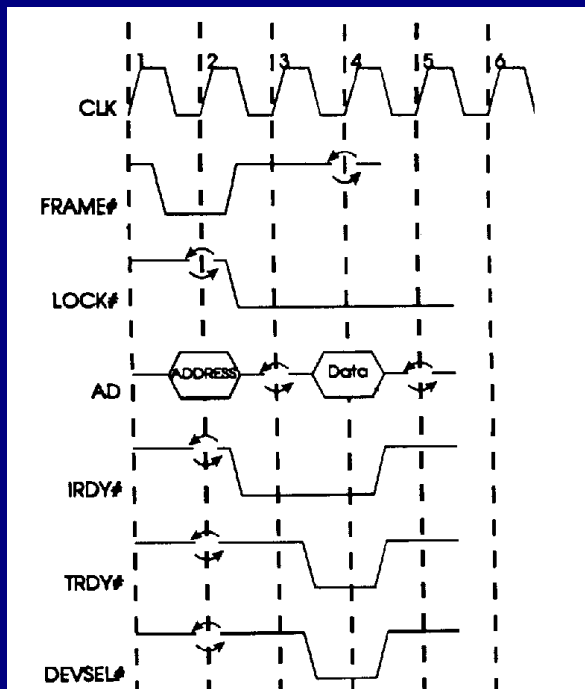 1 2 3 4 5 6
CLK
FRAME#
LOCK#
ADDRESS Data
AD
IRDY#
TRDY#
DEVSEL#